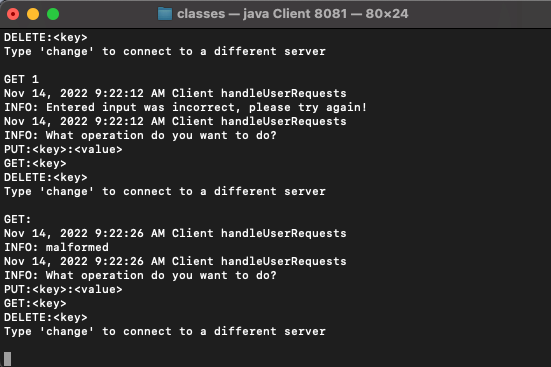 classes — java Client 8081 — 80×24
DELETE:<key>
Type 'change' to connect to a different server
GET 1
Nov 14, 2022 9:22:12 AM Client handleUserRequests
INFO: Entered input was incorrect, please try again!
Nov 14, 2022 9:22:12 AM Client handleUserRequests
INFO: What operation do you want to do?
PUT:<key>:<value>
GET:<key>
DELETE:<key>
Type 'change' to connect to a different server
GET:
Nov 14, 2022 9:22:26 AM Client handleUserRequests
INFO: malformed
Nov 14, 2022 9:22:26 AM Client handleUserRequests
INFO: What operation do you want to do?
PUT:<key>:<value>
GET:<key>
DELETE:<key>
Type 'change' to connect to a different server